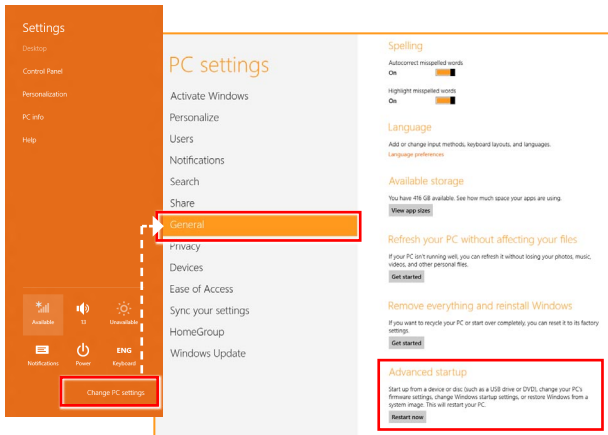 Settings
Desktop
Control Panel
Personalization
PC info
Help
Available
53
Unavailable
Notifications
Power
ENG
Keyboard
Change PC settings
PC settings
Activate Windows
Personalize
Users
Notifications
Search
Share
General
Privacy
Devices
Ease of Access
Sync your settings
HomeGroup
Windows Update
Spelling
Autocorrect misspelled words
On
Highlight misspelled words
On
Language
Add or change input methods, keyboard layouts, and languages.
Language preferences
Available storage
You have 416 GB available. See how much space your apps are using.
View app sizes
Refresh your PC without affecting your files
If your PC isn't running well, you can refresh it without losing your photos, music,
videos, and other personal files.
Get started
Remove everything and reinstall Windows
If you want to recycle your PC or start over completely, you can reset it to its factory
settings.
Get started
Advanced startup
Start up from a device or disc (such as a USB drive or DVD), change your PC's
firmware settings, change Windows startup settings, or restore Windows from a
system image. This will restart your PC.
Restart now